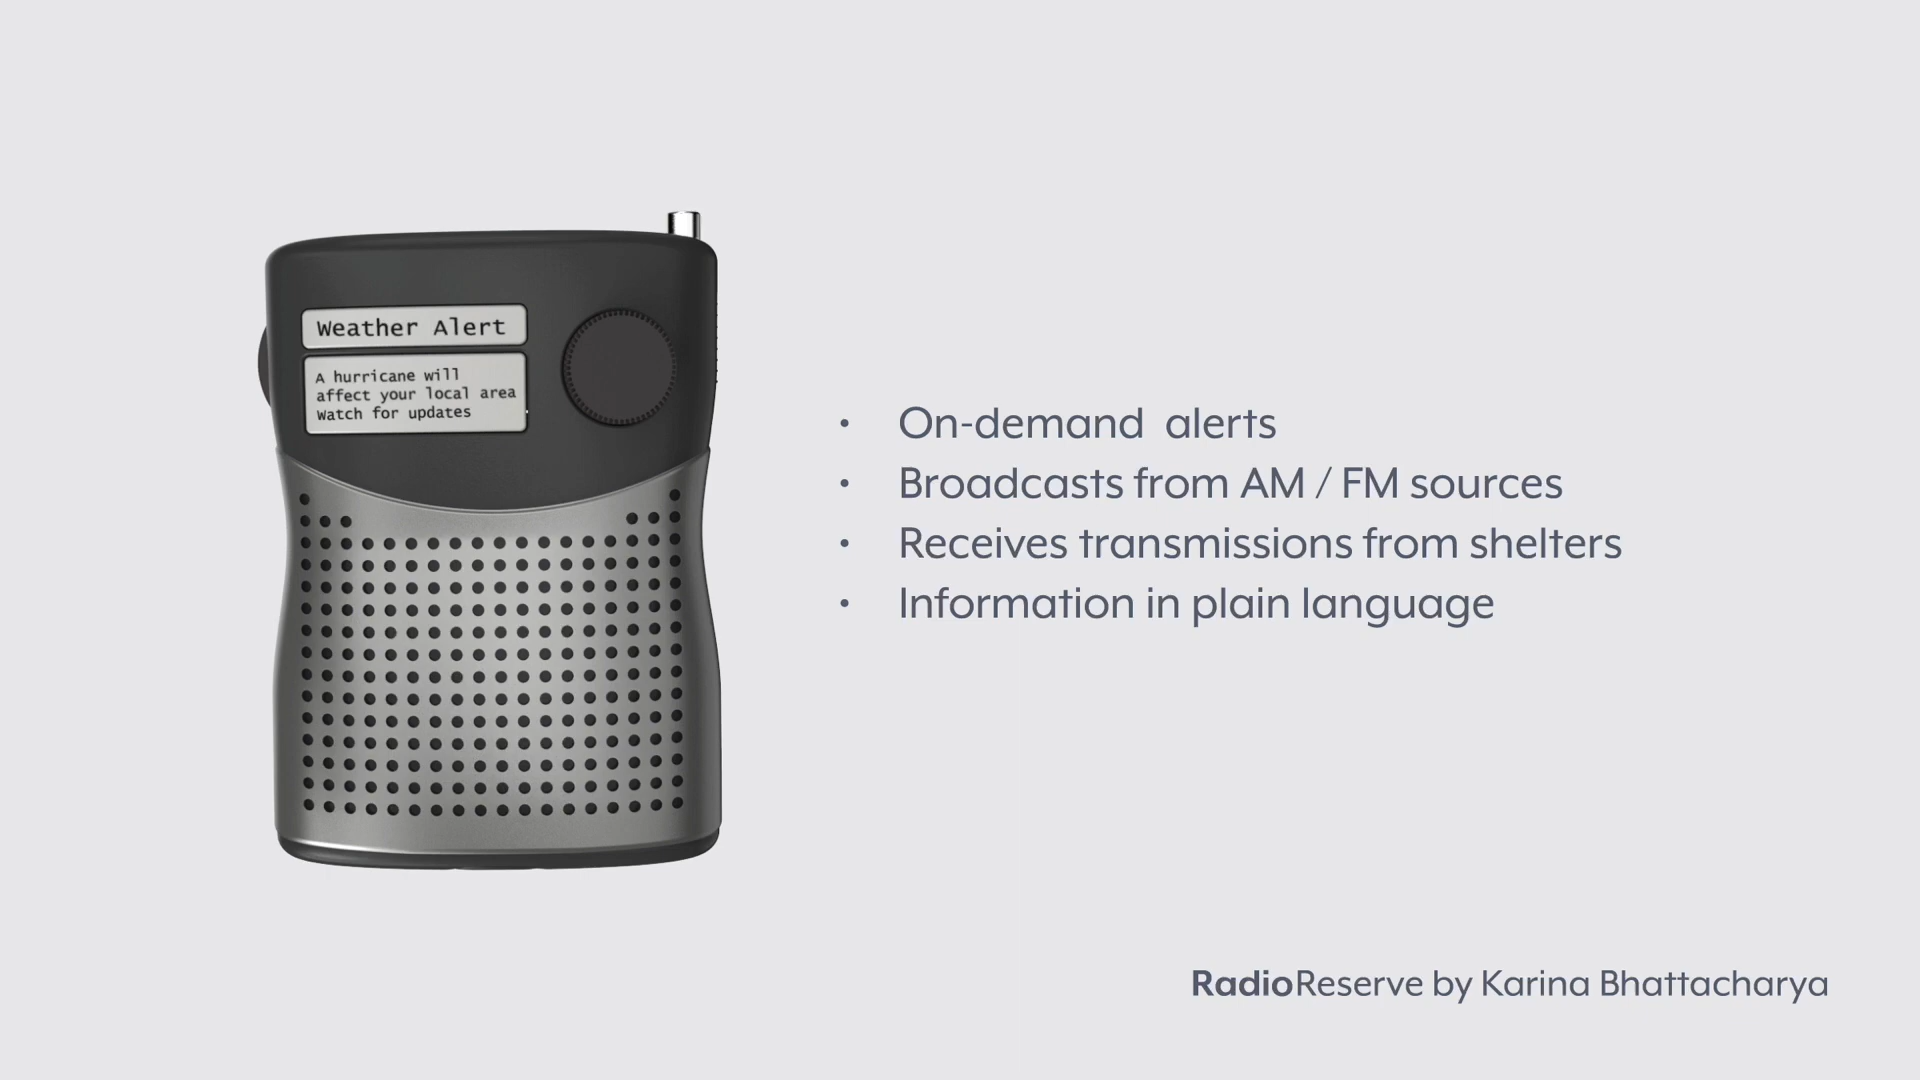 Weather Alert
A hurricane will
affect your local area
Watch for updates
• On-demand alerts
• Broadcasts from AM / FM sources
• Receives transmissions from shelters
• Information in plain language
RadioReserve by Karina Bhattacharya